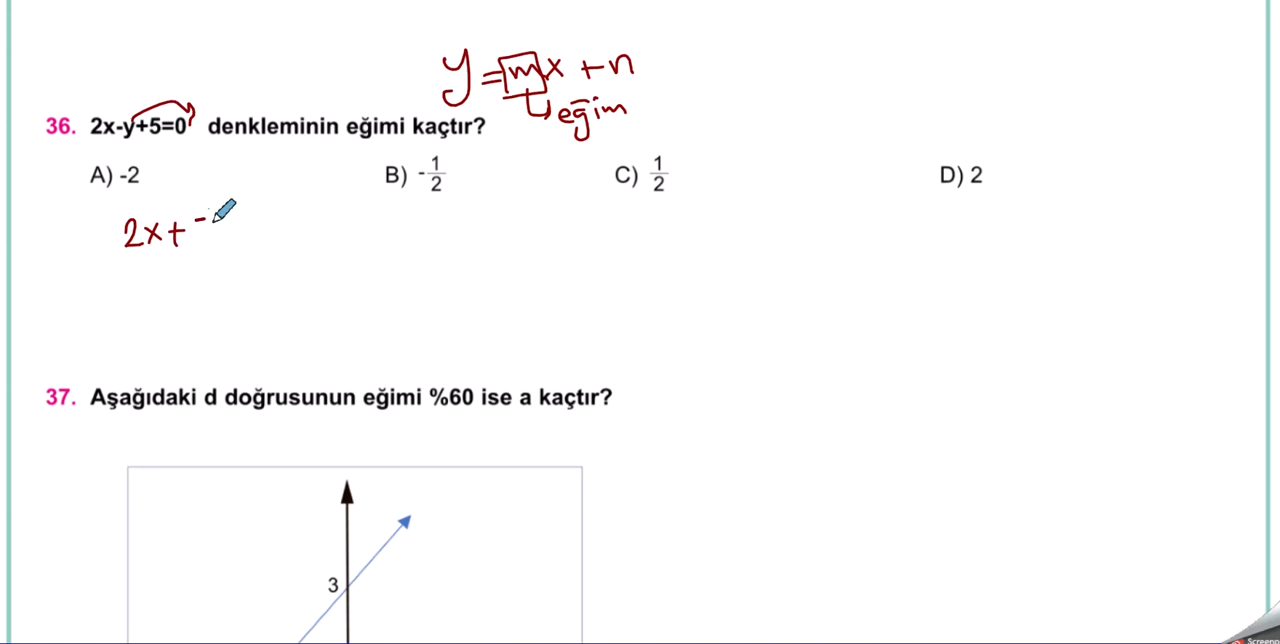 y=mx+n
eğim
36. 2x-y+5=0 denkleminin eğimi kaçtır?
A) -2 B) -1/2 C) 1/2 D) 2
2x+ -
37. Aşağıdaki d doğrusunun eğimi %60 ise a kaçtır?
3